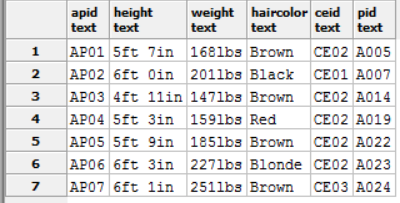 apid height weight haircolor ceid pid
text text text text text text
1 AP01 5ft 7in 168lbs Brown CE02 A005
2 AP02 6ft 0in 201lbs Black CE01 A007
3 AP03 4ft 11in 147lbs Brown CE02 A014
4 AP04 5ft 3in 159lbs Red CE02 A019
5 AP05 5ft 9in 185lbs Brown CE02 A022
6 AP06 6ft 3in 227lbs Blonde CE02 A023
7 AP07 6ft 1in 251lbs Brown CE03 A024